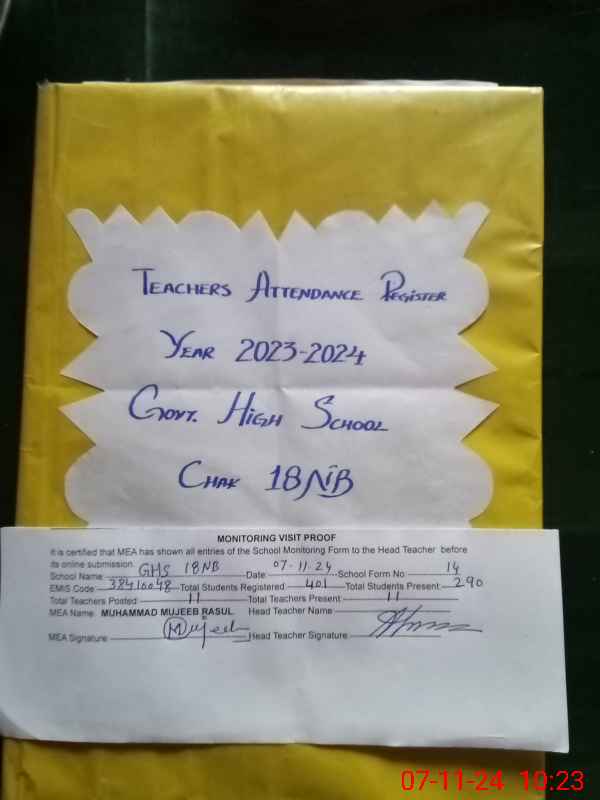 TEACHERS ATTENDANCE REGISTER
YEAR 2023-2024
GOVT. HIGH SCHOOL
CHAK 18NB
MONITORING VISIT PROOF
It is certified that MEA has shown all entries of the School Monitoring Form to the Head Teacher before
its online submission.
School Name GHS 18NB Date 07-11-24 School Form No. 14
EMIS Code 38410048 Total Students Registered 401 Total Students Present 290
Total Teachers Posted 11 Total Teachers Present 11
MEA Name MUHAMMAD MUJEEB RASUL Head Teacher Name
MEA Signature Mujeeb Head Teacher Signature
07-11-24 10:23